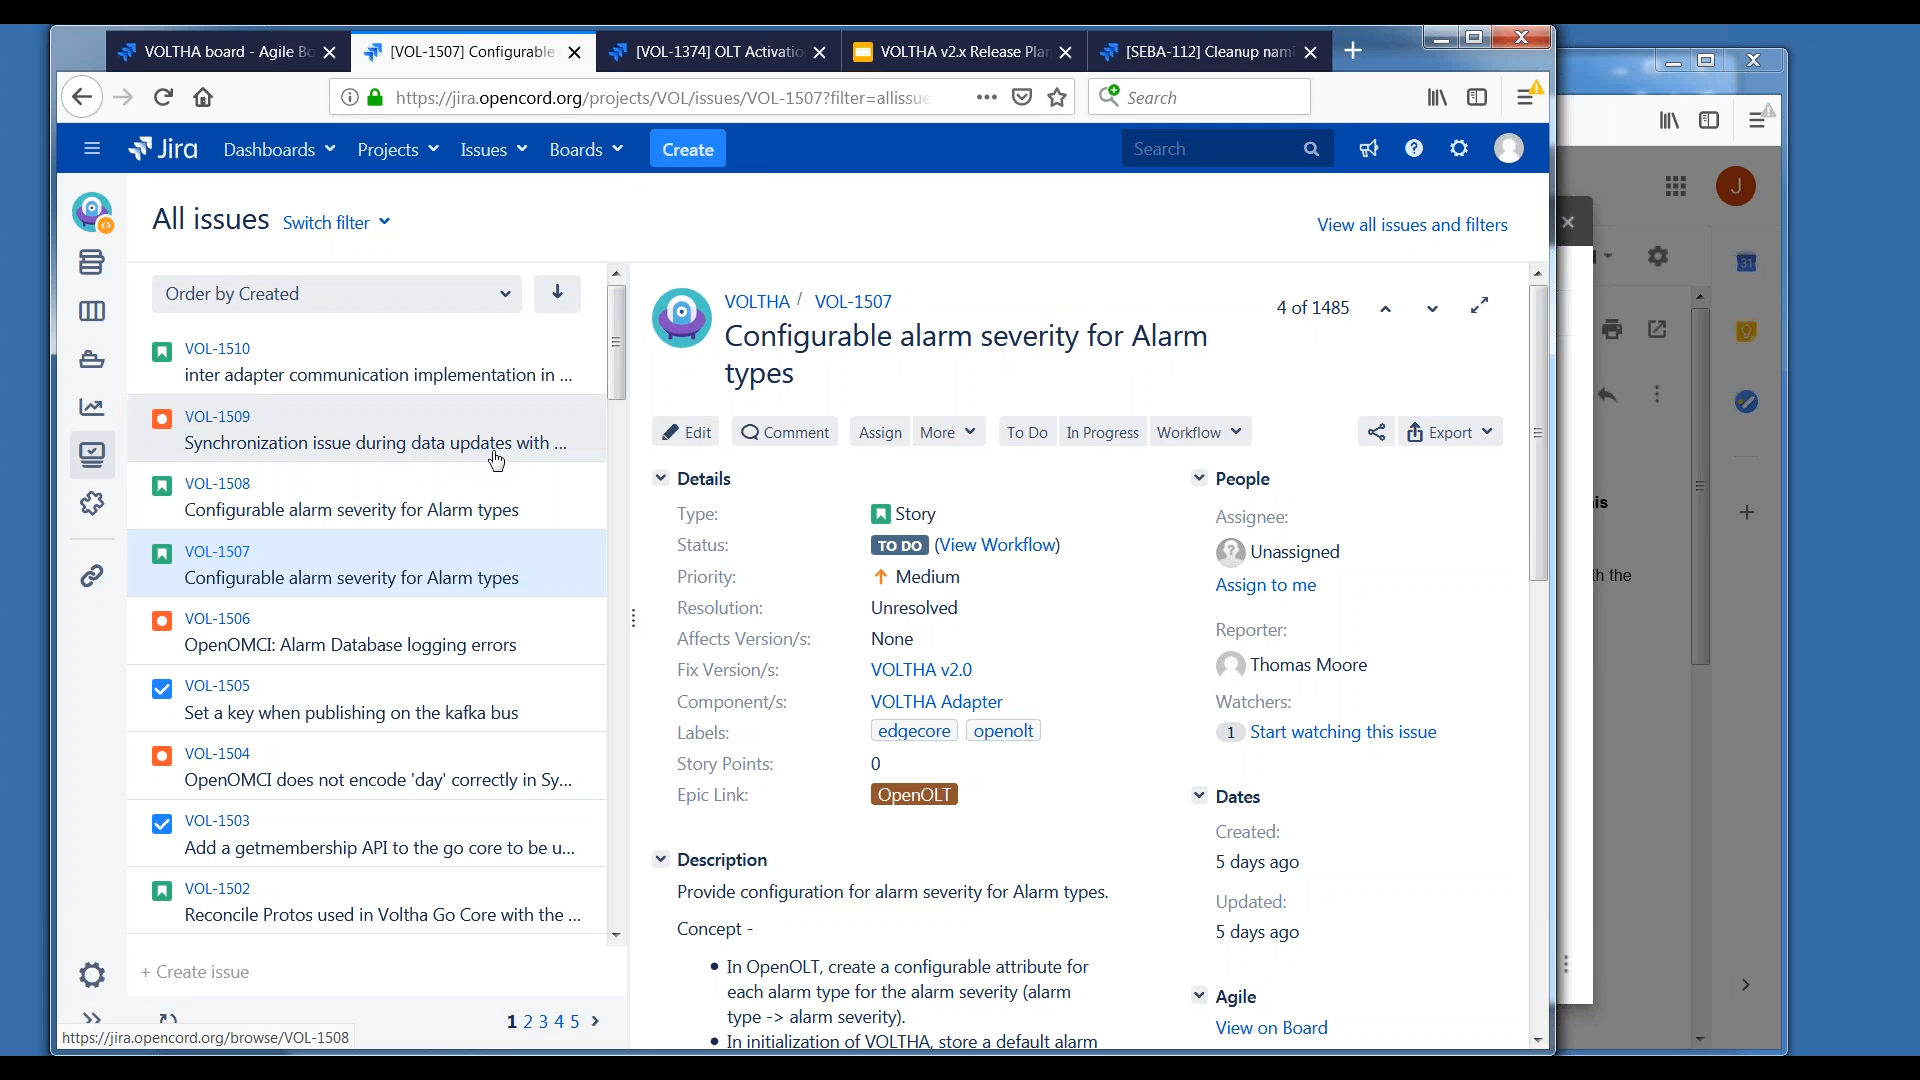 VOLTHA board - Agile Bo
[VOL-1507] Configurable
[VOL-1374] OLT Activatio
VOLTHA v2.x Release Plan
[SEBA-112] Cleanup nami
https://jira.opencord.org/projects/VOL/issues/VOL-1507?filter=allissue
Search
Jira
Dashboards
Projects
Issues
Boards
Create
Search
J
All issues
Switch filter
View all issues and filters
31
Order by Created
VOL-1510
inter adapter communication implementation in ...
VOL-1509
Synchronization issue during data updates with ...
VOL-1508
Configurable alarm severity for Alarm types
VOL-1507
Configurable alarm severity for Alarm types
VOL-1506
OpenOMCI: Alarm Database logging errors
VOL-1505
Set a key when publishing on the kafka bus
VOL-1504
OpenOMCI does not encode 'day' correctly in Sy...
VOL-1503
Add a getmembership API to the go core to be u...
VOL-1502
Reconcile Protos used in Voltha Go Core with the ...
+ Create issue
1 2 3 4 5
https://jira.opencord.org/browse/VOL-1508
VOLTHA / VOL-1507
4 of 1485
Configurable alarm severity for Alarm
types
Edit
Comment
Assign
More
To Do
In Progress
Workflow
Export
Details
Type:
Story
Status:
TO DO (View Workflow)
Priority:
Medium
Resolution:
Unresolved
Affects Version/s:
None
Fix Version/s:
VOLTHA v2.0
Component/s:
VOLTHA Adapter
Labels:
edgecore openolt
Story Points:
0
Epic Link:
OpenOLT
Description
Provide configuration for alarm severity for Alarm types.
Concept -
• In OpenOLT, create a configurable attribute for
each alarm type for the alarm severity (alarm
type -> alarm severity).
• In initialization of VOLTHA, store a default alarm
People
Assignee:
Unassigned
Assign to me
Reporter:
Thomas Moore
Watchers:
1 Start watching this issue
Dates
Created:
5 days ago
Updated:
5 days ago
Agile
View on Board
is
th the